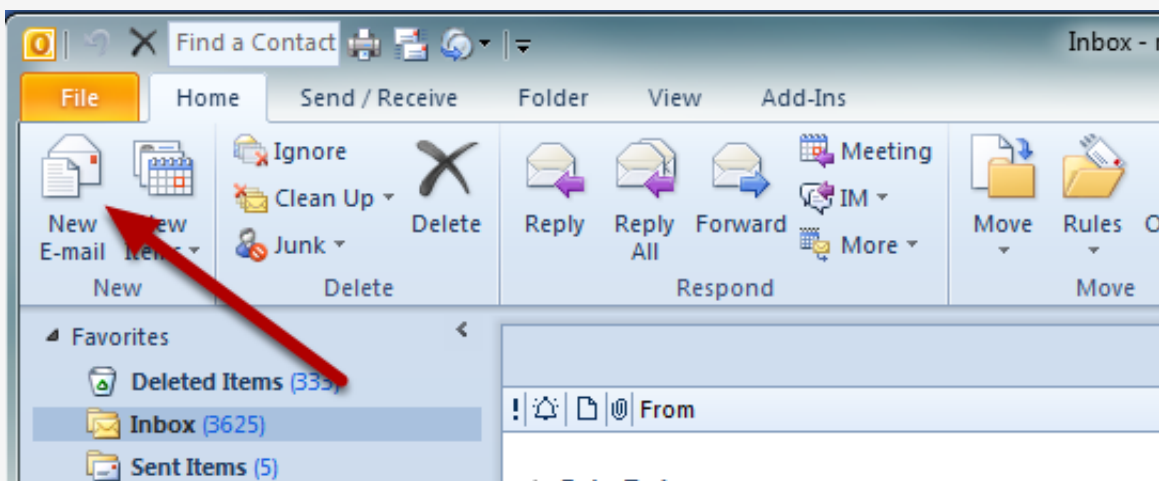 Find a Contact
Inbox -
File Home Send / Receive Folder View Add-Ins
New E-mail
New Items
New
Ignore
Clean Up
Junk
Delete
Delete
Reply
Reply All
Forward
Meeting
IM
More
Respond
Move
Rules
Move
Favorites
Deleted Items
Inbox (3625)
Sent Items (5)
! From